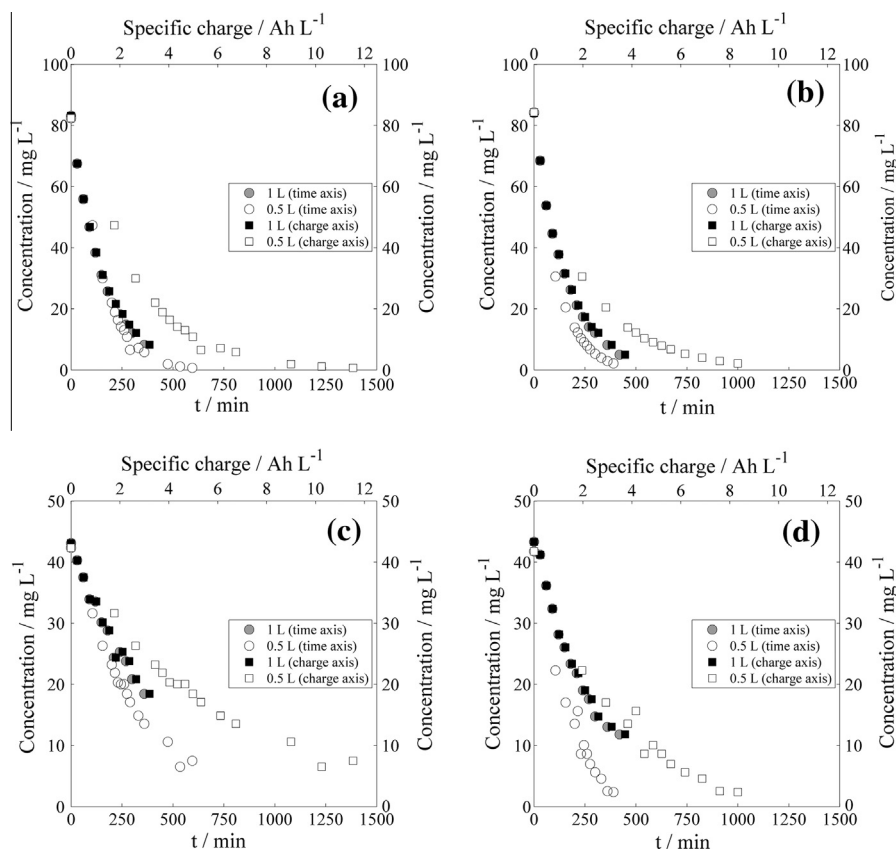 Specific charge / Ah L-1
0 2 4 6 8 10 12
100 100
(a)
80 80
60 60
1 L (time axis)
0.5 L (time axis)
1 L (charge axis)
0.5 L (charge axis)
40 40
20 20
0 0
0 250 500 750 1000 1250 1500
t / min
Concentration / mg L-1
Concentration / mg L-1
Specific charge / Ah L-1
0 2 4 6 8 10 12
100 100
(b)
80 80
60 60
1 L (time axis)
0.5 L (time axis)
1 L (charge axis)
0.5 L (charge axis)
40 40
20 20
0 0
0 250 500 750 1000 1250 1500
t / min
Concentration / mg L-1
Concentration / mg L-1
Specific charge / Ah L-1
0 2 4 6 8 10 12
50 50
(c)
40 40
30 30
1 L (time axis)
0.5 L (time axis)
1 L (charge axis)
0.5 L (charge axis)
20 20
10 10
0 0
0 250 500 750 1000 1250 1500
t / min
Concentration / mg L-1
Concentration / mg L-1
Specific charge / Ah L-1
0 2 4 6 8 10 12
50 50
(d)
40 40
30 30
1 L (time axis)
0.5 L (time axis)
1 L (charge axis)
0.5 L (charge axis)
20 20
10 10
0 0
0 250 500 750 1000 1250 1500
t / min
Concentration / mg L-1
Concentration / mg L-1